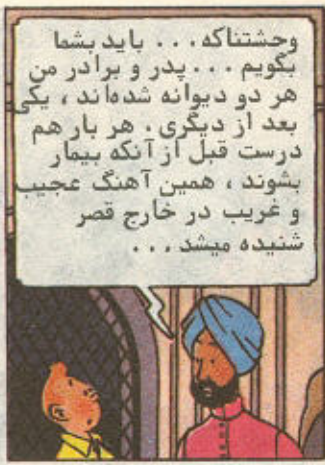 وحشتناکه... باید بشما
بگویم... پدر و برادر من
هر دو دیوانه شده‌اند، یکی
بعد از دیگری. هر بار هم
درست قبل از آنکه بیمار
بشوند، همین آهنگ عجیب
و غریب در خارج قصر
شنیده میشد...